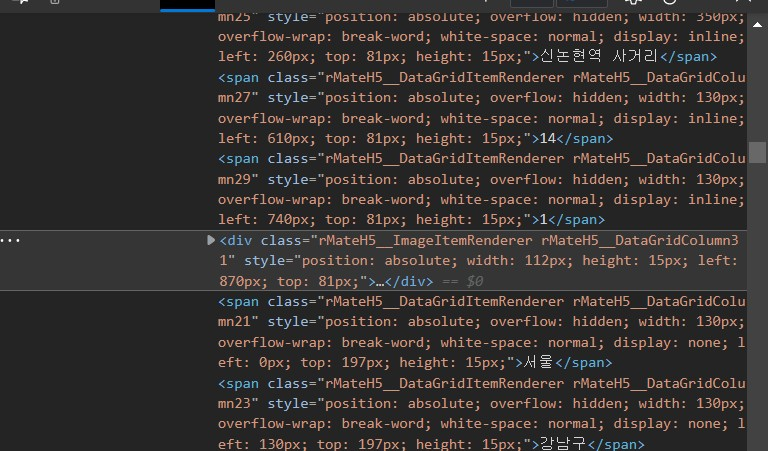 mn25" style="position: absolute; overflow: hidden; width: 350px;
overflow-wrap: break-word; white-space: normal; display: inline;
left: 260px; top: 81px; height: 15px;">신논현역 사거리</span>
<span class="rMateH5__DataGridItemRenderer rMateH5__DataGridColu
mn27" style="position: absolute; overflow: hidden; width: 130px;
overflow-wrap: break-word; white-space: normal; display: inline;
left: 610px; top: 81px; height: 15px;">14</span>
<span class="rMateH5__DataGridItemRenderer rMateH5__DataGridColu
mn29" style="position: absolute; overflow: hidden; width: 130px;
overflow-wrap: break-word; white-space: normal; display: inline;
left: 740px; top: 81px; height: 15px;">1</span>
... <div class="rMateH5__ImageItemRenderer rMateH5__DataGridColumn3
1" style="position: absolute; width: 112px; height: 15px; left:
870px; top: 81px;">…</div> == $0
<span class="rMateH5__DataGridItemRenderer rMateH5__DataGridColu
mn21" style="position: absolute; overflow: hidden; width: 130px;
overflow-wrap: break-word; white-space: normal; display: none; l
eft: 0px; top: 197px; height: 15px;">서울</span>
<span class="rMateH5__DataGridItemRenderer rMateH5__DataGridColu
mn23" style="position: absolute; overflow: hidden; width: 130px;
overflow-wrap: break-word; white-space: normal; display: none; l
eft: 130px; top: 197px; height: 15px;">강남구</span>